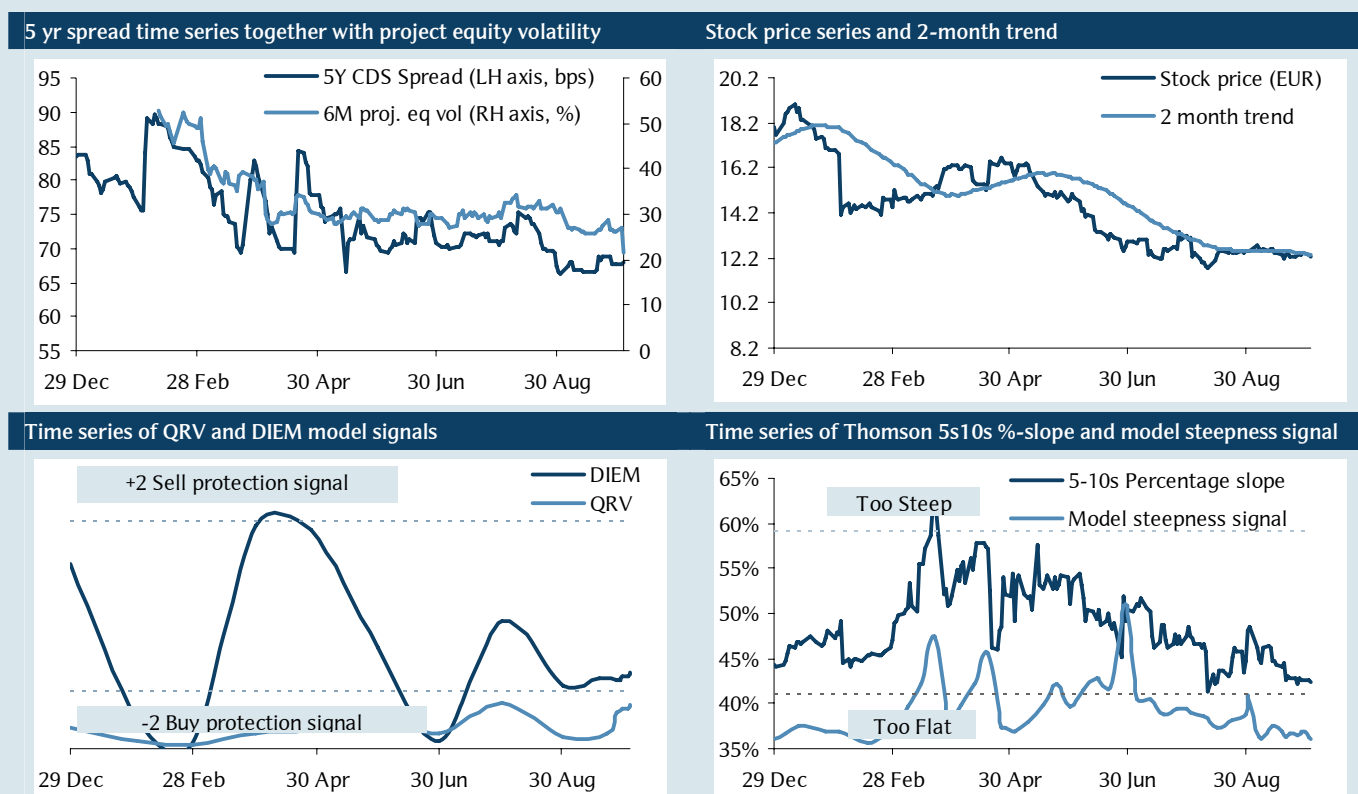 5 yr spread time series together with project equity volatility
95
90
85
80
75
70
65
60
55
5Y CDS Spread (LH axis, bps)
6M proj. eq vol (RH axis, %)
60
50
40
30
20
10
0
29 Dec 28 Feb 30 Apr 30 Jun 30 Aug
Stock price series and 2-month trend
20.2
18.2
16.2
14.2
12.2
10.2
8.2
Stock price (EUR)
2 month trend
29 Dec 28 Feb 30 Apr 30 Jun 30 Aug
Time series of QRV and DIEM model signals
+2 Sell protection signal
DIEM
QRV
-2 Buy protection signal
29 Dec 28 Feb 30 Apr 30 Jun 30 Aug
Time series of Thomson 5s10s %-slope and model steepness signal
65%
60%
55%
50%
45%
40%
35%
Too Steep
5-10s Percentage slope
Model steepness signal
Too Flat
29 Dec 28 Feb 30 Apr 30 Jun 30 Aug